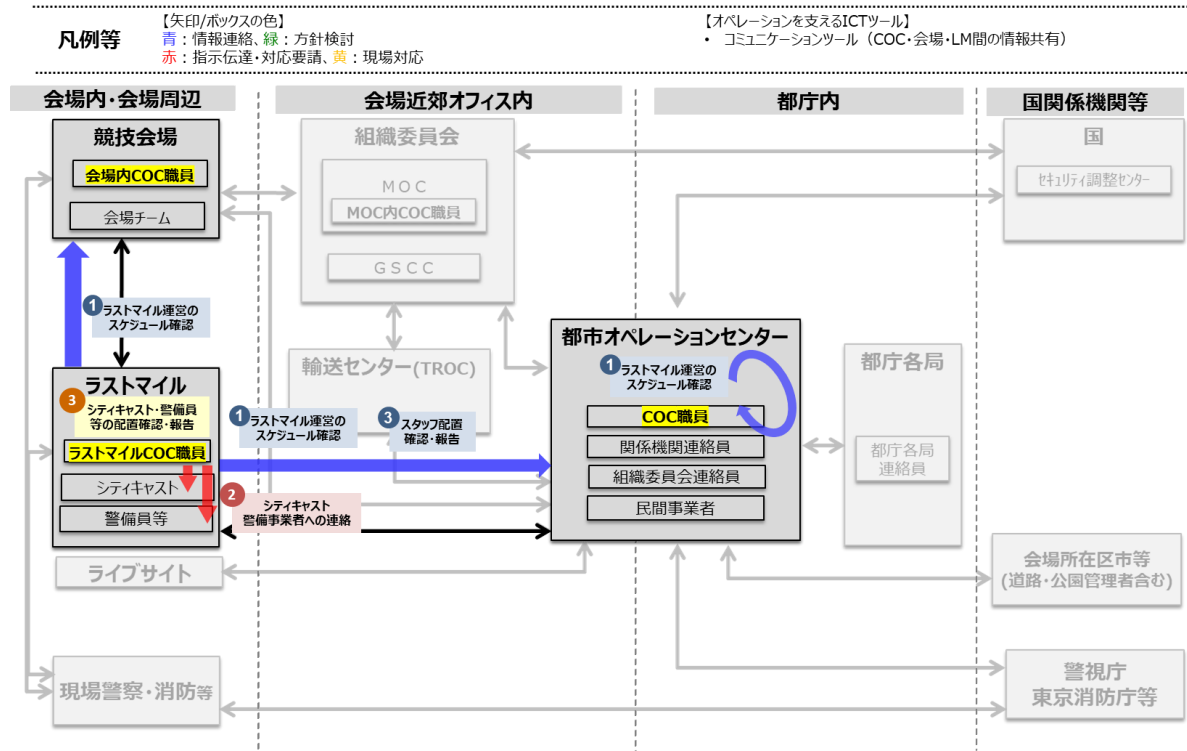 凡例等
【矢印/ボックスの色】
青：情報連絡、緑：方針検討
赤：指示伝達・対応要請、黄：現場対応
【オペレーションを支えるICTツール】
• コミュニケーションツール（COC・会場・LM間の情報共有）
会場内・会場周辺
会場近郊オフィス内
都庁内
国関係機関等
競技会場
会場内COC職員
会場チーム
組織委員会
MOC
MOC内COC職員
GSCC
国
セキュリティ調整センター
1
ラストマイル運営の
スケジュール確認
ラストマイル
3
シティキャスト・警備員
等の配置確認・報告
ラストマイルCOC職員
シティキャスト
警備員等
輸送センター(TROC)
1
ラストマイル運営の
スケジュール確認
3
スタッフ配置
確認・報告
2
シティキャスト
警備事業者への連絡
都市オペレーションセンター
1
ラストマイル運営の
スケジュール確認
COC職員
関係機関連絡員
組織委員会連絡員
民間事業者
都庁各局
都庁各局
連絡員
ライブサイト
会場所在区市等
(道路・公園管理者含む)
現場警察・消防等
警視庁
東京消防庁等